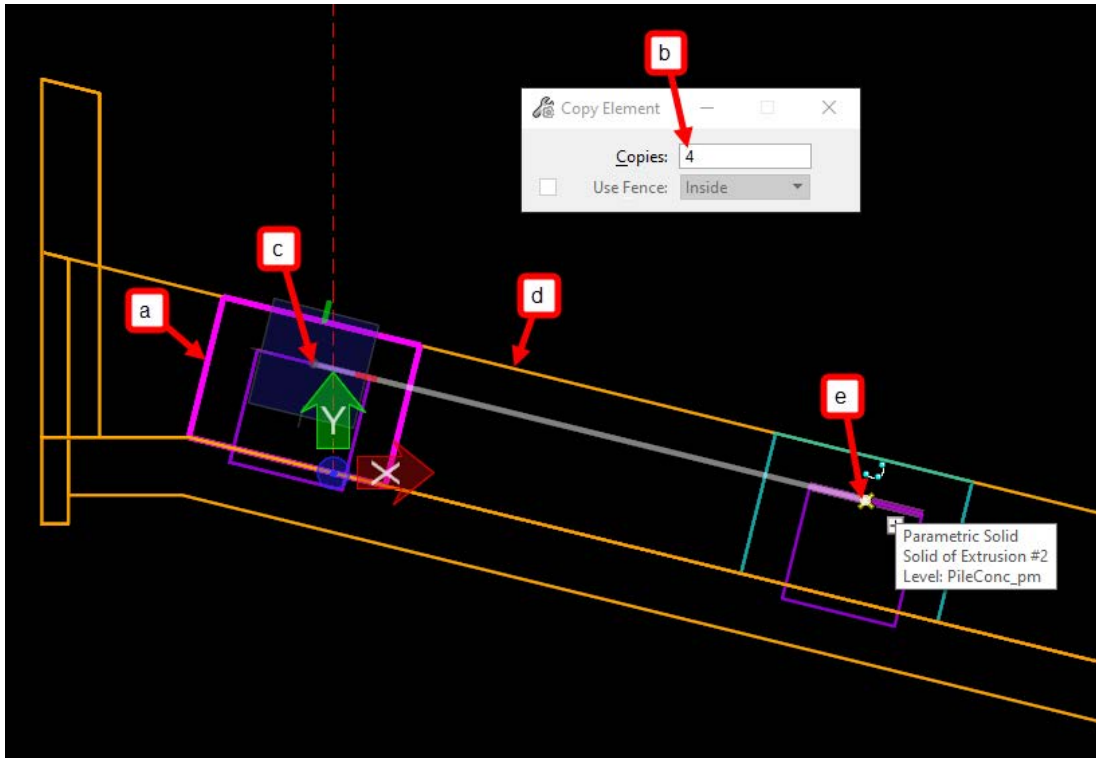 b
Copy Element
Copies: 4
Use Fence: Inside
c
a
d
Y
X
e
Parametric Solid
Solid of Extrusion #2
Level: PileConc_pm